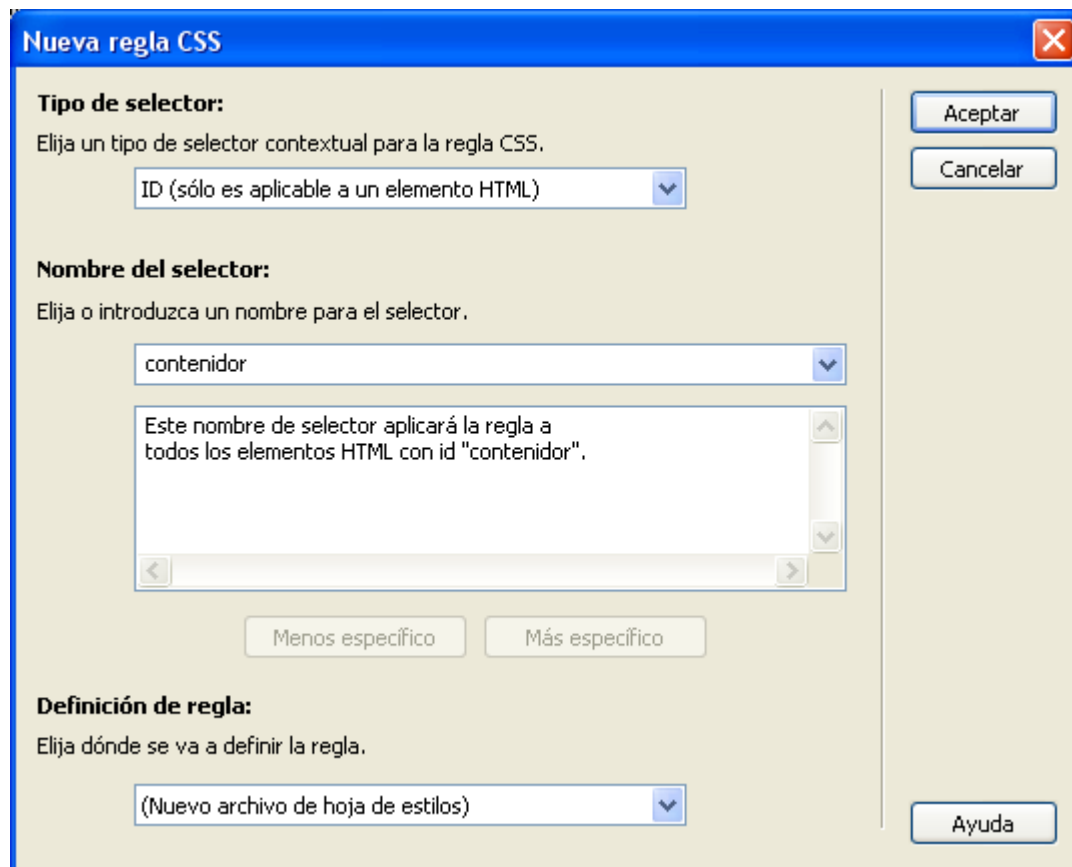 Nueva regla CSS
Tipo de selector:
Aceptar
Elija un tipo de selector contextual para la regla CSS.
Cancelar
ID (sólo es aplicable a un elemento HTML)
Nombre del selector:
Elija o introduzca un nombre para el selector.
contenidor
Este nombre de selector aplicará la regla a
todos los elementos HTML con id "contenidor".
Menos específico
Más específico
Definición de regla:
Elija dónde se va a definir la regla.
(Nuevo archivo de hoja de estilos)
Ayuda